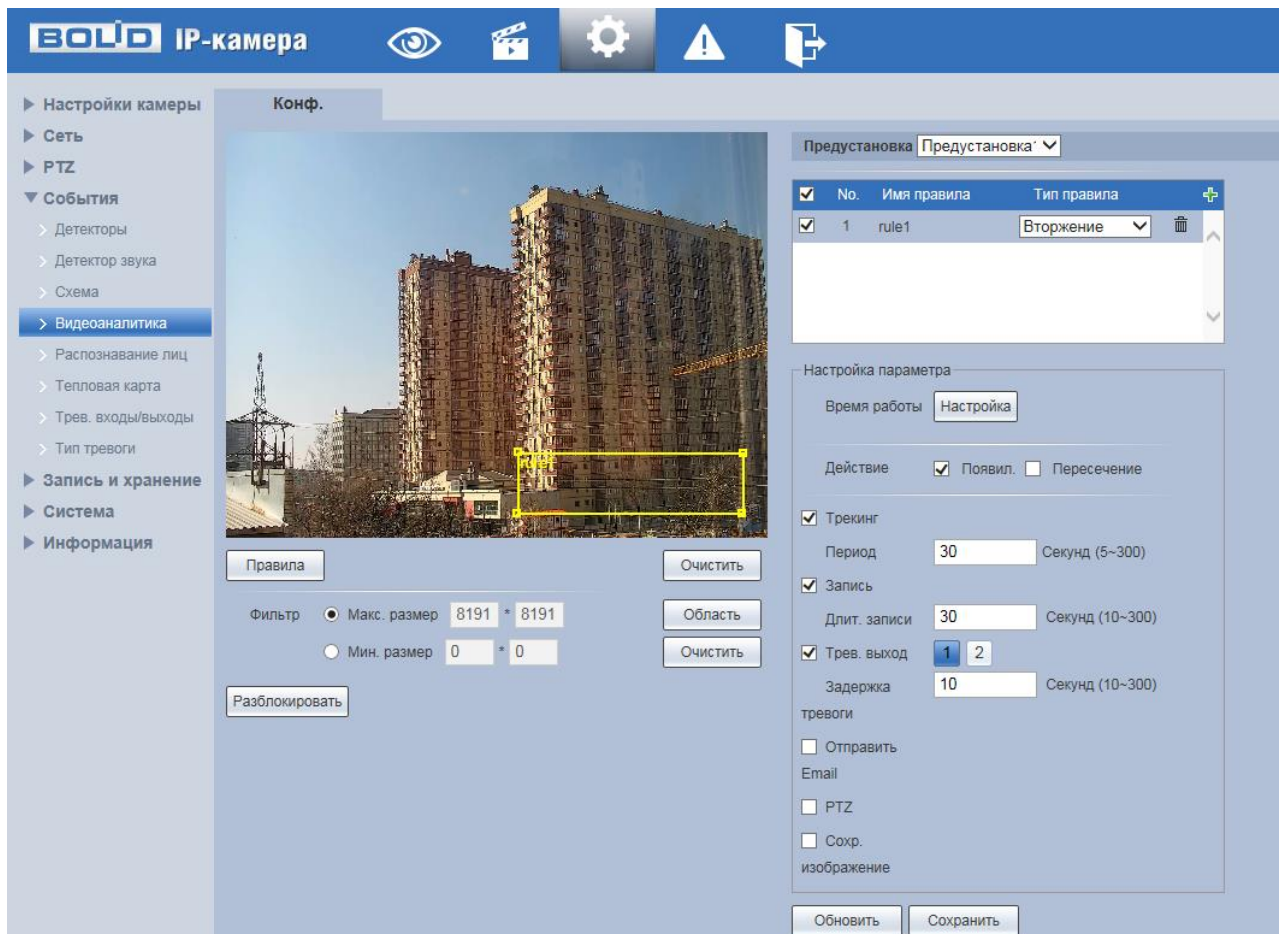 BOLID IP-камера
Настройки камеры
Сеть
PTZ
События
Детекторы
Детектор звука
Схема
Видеоаналитика
Распознавание лиц
Тепловая карта
Трев. входы/выходы
Тип тревоги
Запись и хранение
Система
Информация
Конф.
rule1
Правила
Очистить
Фильтр Макс. размер 8191 * 8191 Область
Мин. размер 0 * 0 Очистить
Разблокировать
Предустановка Предустановка1
No. Имя правила Тип правила
1 rule1 Вторжение
Настройка параметра
Время работы Настройка
Действие Появил. Пересечение
Трекинг
Период 30 Секунд (5~300)
Запись
Длит. записи 30 Секунд (10~300)
Трев. выход 1 2
Задержка 10 Секунд (10~300)
тревоги
Отправить
Email
PTZ
Сохр.
изображение
Обновить Сохранить